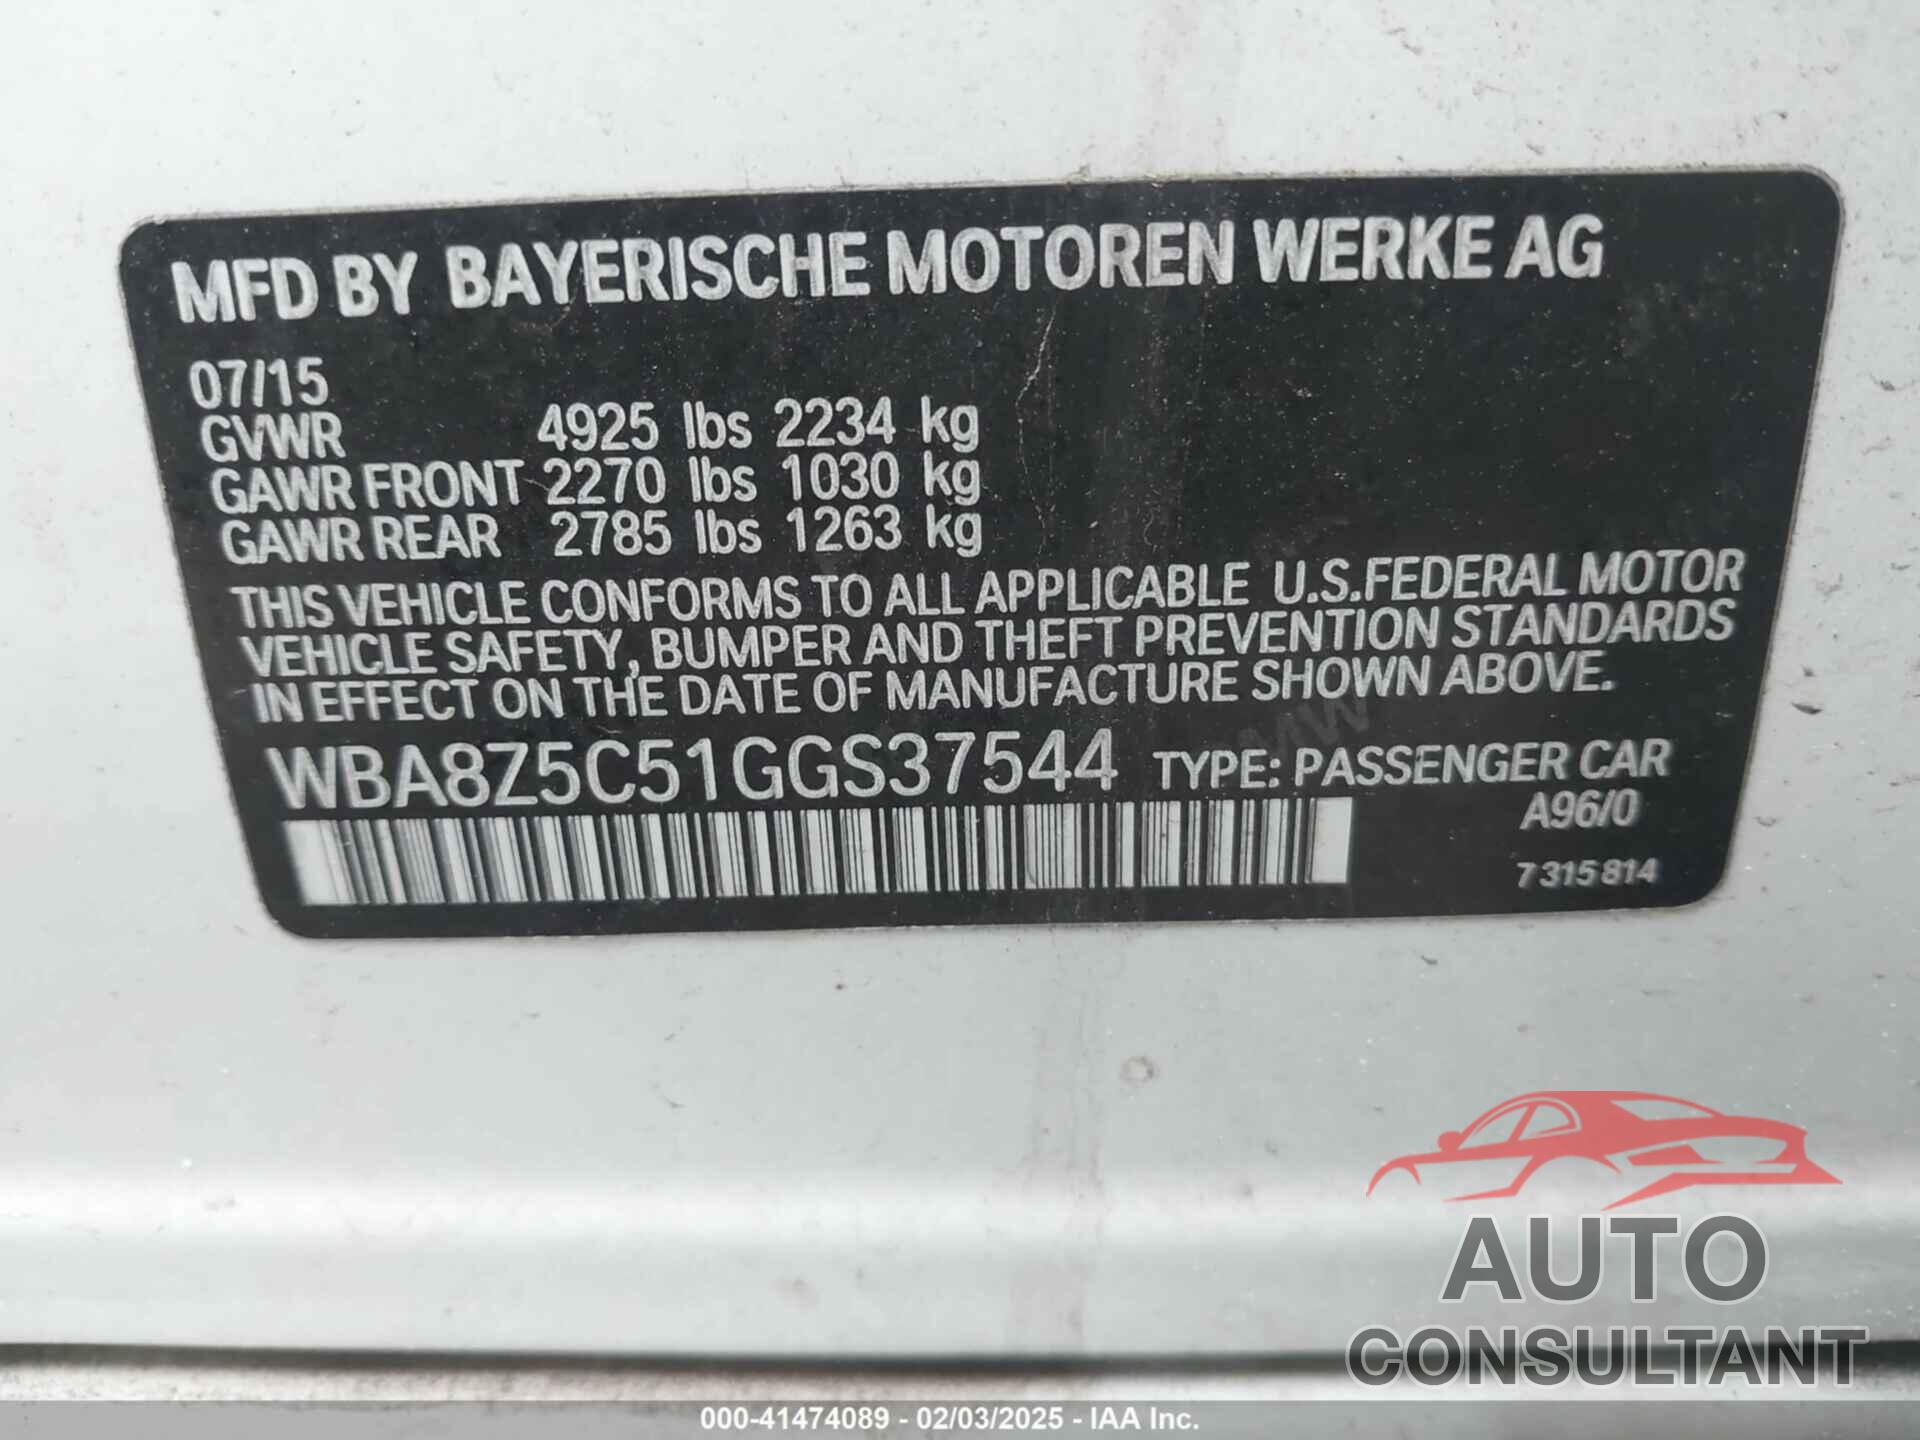 MFD BY BAYERISCHE MOTOREN WERKE AG
07/15
GVWR 4925 lbs 2234 kg
GAWR FRONT 2270 lbs 1030 kg
GAWR REAR 2785 lbs 1263 kg
THIS VEHICLE CONFORMS TO ALL APPLICABLE U.S.FEDERAL MOTOR
VEHICLE SAFETY, BUMPER AND THEFT PREVENTION STANDARDS
IN EFFECT ON THE DATE OF MANUFACTURE SHOWN ABOVE.
WBA8Z5C51GGS37544 TYPE: PASSENGER CAR
A96/0
7 315 814
AUTO
CONSULTANT
000-41474089 - 02/03/2025 - IAA Inc.